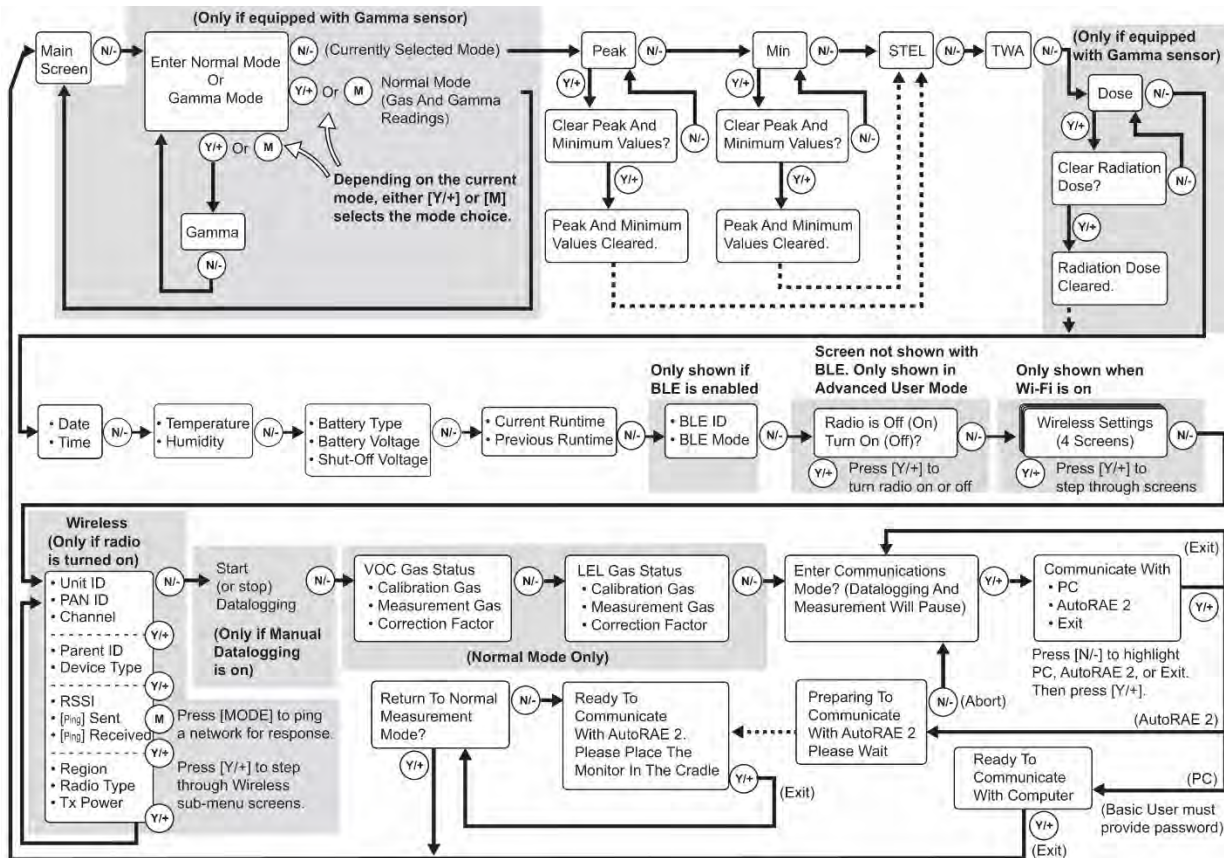 (Only if equipped with Gamma sensor)
Main
Screen
N/-
Enter Normal Mode
Or
Gamma Mode
N/-
(Currently Selected Mode)
Y/+
Or
M
Normal Mode
(Gas And Gamma
Readings)
Y/+
Or
M
Depending on the current
mode, either [Y/+] or [M]
selects the mode choice.
Gamma
N/-
Peak
N/-
Y/+
Clear Peak And
Minimum Values?
N/-
Y/+
Peak And Minimum
Values Cleared.
Min
N/-
Y/+
Clear Peak And
Minimum Values?
N/-
Y/+
Peak And Minimum
Values Cleared.
STEL
N/-
TWA
N/-
(Only if equipped
with Gamma sensor)
Dose
N/-
Y/+
Clear Radiation
Dose?
N/-
Y/+
Radiation Dose
Cleared.
• Date
• Time
N/-
• Temperature
• Humidity
N/-
• Battery Type
• Battery Voltage
• Shut-Off Voltage
N/-
• Current Runtime
• Previous Runtime
N/-
Only shown if
BLE is enabled
• BLE ID
• BLE Mode
N/-
Screen not shown with
BLE. Only shown in
Advanced User Mode
Radio is Off (On)
Turn On (Off)?
N/-
Y/+
Press [Y/+] to
turn radio on or off
Only shown when
Wi-Fi is on
Wireless Settings
(4 Screens)
N/-
Y/+
Press [Y/+] to
step through screens
Wireless
(Only if radio
is turned on)
• Unit ID
• PAN ID
• Channel
N/-
Y/+
• Parent ID
• Device Type
Y/+
• RSSI
• [Ping] Sent
• [Ping] Received
M
Press [MODE] to ping
a network for response.
Y/+
• Region
• Radio Type
• Tx Power
Press [Y/+] to step
through Wireless
sub-menu screens.
Y/+
Start
(or stop)
Datalogging
(Only if Manual
Datalogging
is on)
N/-
VOC Gas Status
• Calibration Gas
• Measurement Gas
• Correction Factor
N/-
LEL Gas Status
• Calibration Gas
• Measurement Gas
• Correction Factor
N/-
(Normal Mode Only)
Enter Communications
Mode? (Datalogging And
Measurement Will Pause)
Y/+
Communicate With
• PC
• AutoRAE 2
• Exit
(Exit)
Y/+
Press [N/-] to highlight
PC, AutoRAE 2, or Exit.
Then press [Y/+].
(AutoRAE 2)
N/-
(Abort)
Preparing To
Communicate
With AutoRAE 2
Please Wait
Ready To
Communicate
With AutoRAE 2.
Please Place The
Monitor In The Cradle
Y/+
(Exit)
N/-
Return To Normal
Measurement
Mode?
Y/+
Ready To
Communicate
With Computer
(PC)
(Basic User must
provide password)
Y/+
(Exit)